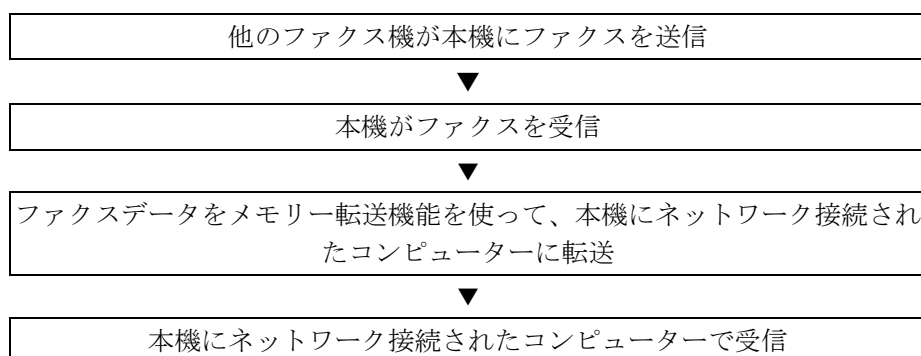 他のファクス機が本機にファクスを送信
▼
本機がファクスを受信
▼
ファクスデータをメモリー転送機能を使って、本機にネットワーク接続され
たコンピューターに転送
▼
本機にネットワーク接続されたコンピューターで受信